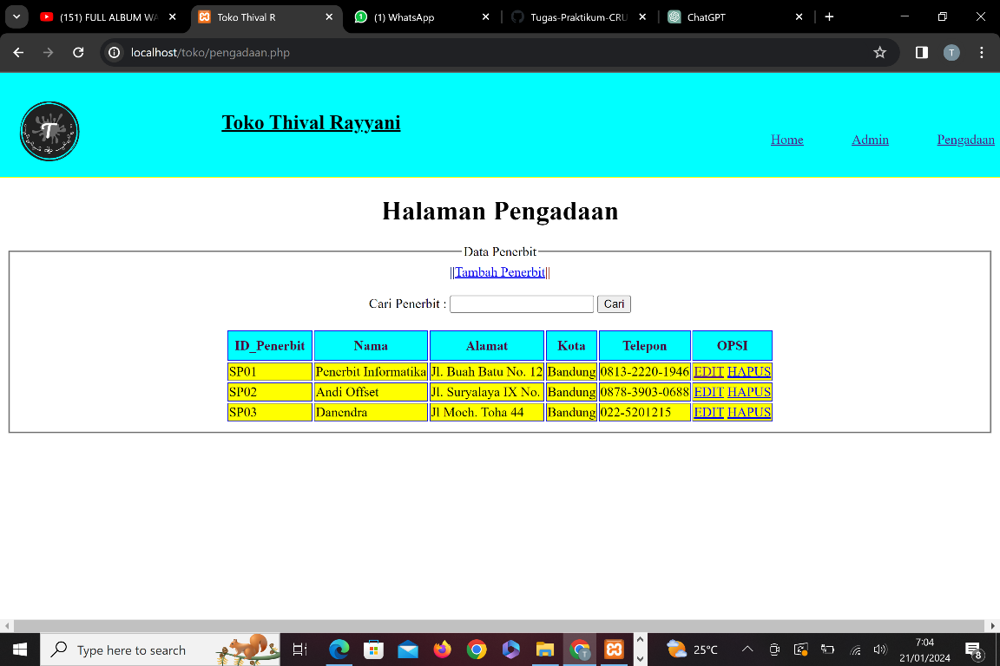 (151) FULL ALBUM WA
Toko Thival R
(1) WhatsApp
Tugas-Praktikum-CRU
ChatGPT
localhost/toko/pengadaan.php
T
T
Toko Thival Rayyani
Home Admin Pengadaan
Halaman Pengadaan
Data Penerbit
||Tambah Penerbit||
Cari Penerbit : Cari
ID_Penerbit Nama Alamat Kota Telepon OPSI
SP01 Penerbit Informatika Jl. Buah Batu No. 12 Bandung 0813-2220-1946 EDIT HAPUS
SP02 Andi Offset Jl. Suryalaya IX No. Bandung 0878-3903-0688 EDIT HAPUS
SP03 Danendra Jl Moch. Toha 44 Bandung 022-5201215 EDIT HAPUS
Type here to search
25°C
7:04
21/01/2024
8